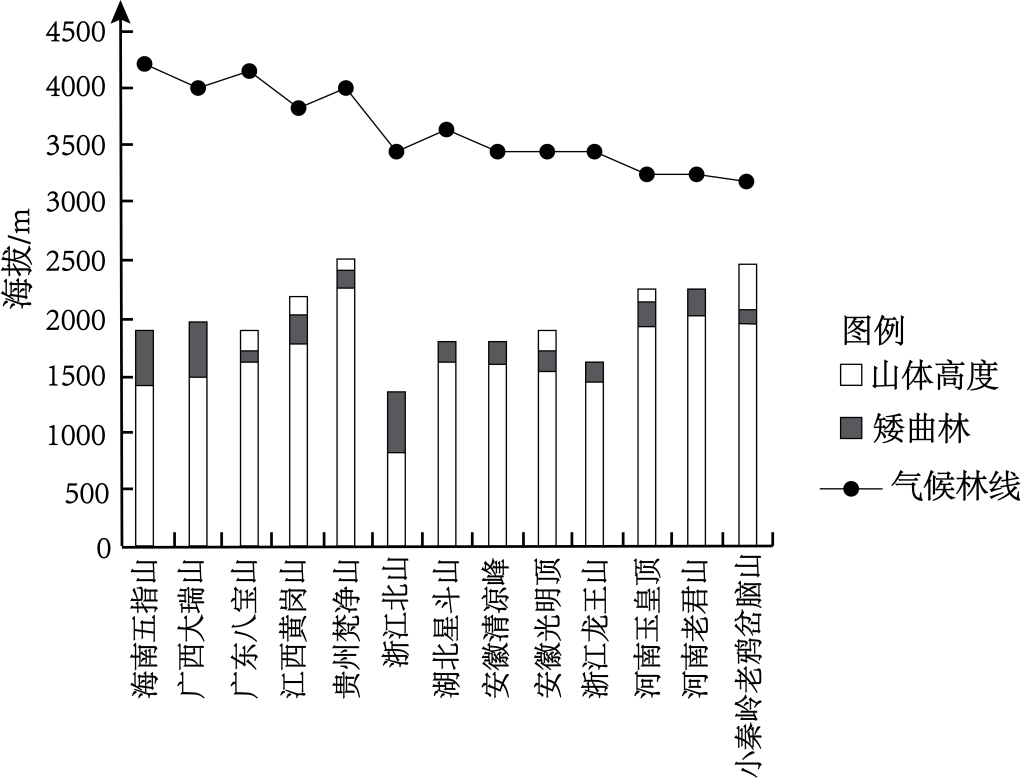 海拔/m
4500
4000
3500
3000
2500
2000
1500
1000
500
0
海南五指山
广西大瑞山
广东八宝山
江西黄岗山
贵州梵净山
浙江北山
湖北星斗山
安徽清凉峰
安徽光明顶
浙江龙王山
河南玉皇顶
河南老君山
小秦岭老鸦岔脑山
图例
山体高度
矮曲林
气候林线